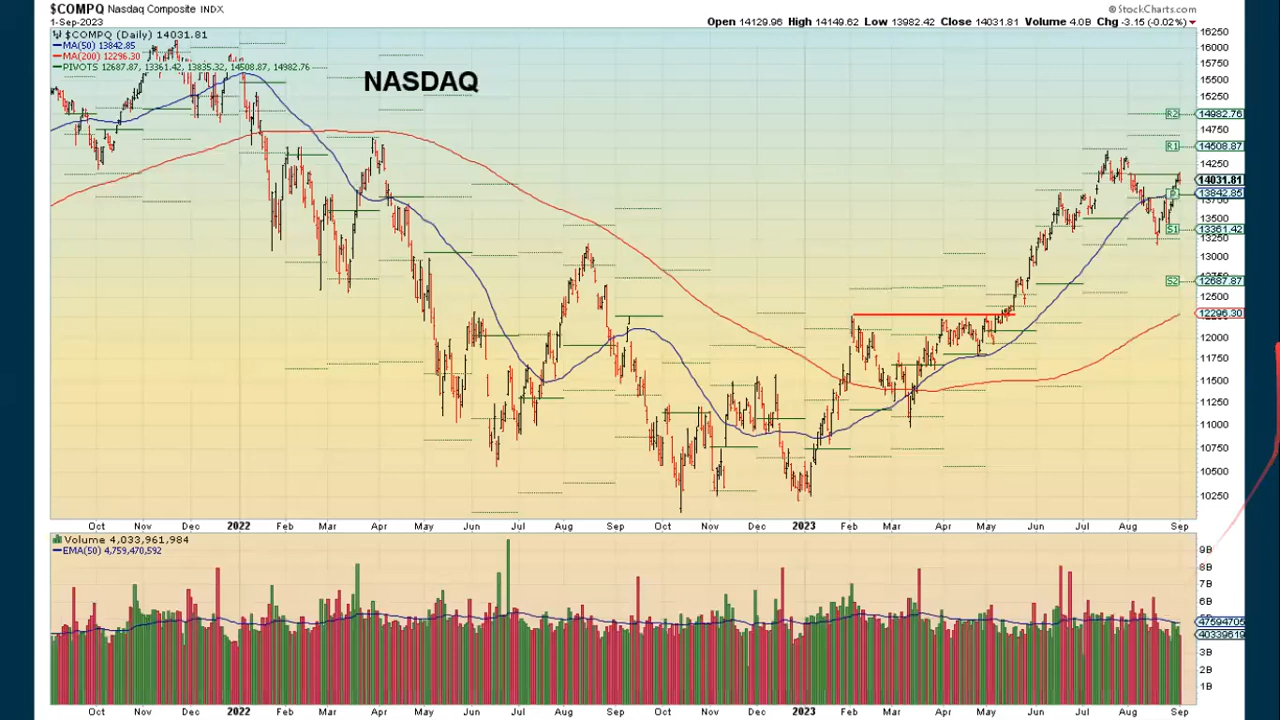 $COMPQ Nasdaq Composite INDX
© StockCharts.com
1-Sep-2023
Open 14129.96 High 14149.62 Low 13982.42 Close 14031.81 Volume 4.0B Chg -3.15 (-0.02%)
$COMPQ (Daily) 14031.81
MA(50) 13842.85
MA(200) 12296.30
PIVOTS 12687.87, 13361.42, 13835.32, 14508.87, 14982.76
NASDAQ
16250
16000
15750
15500
15250
R2 14982.76
14750
R1 14508.87
14250
14031.81
P 13842.85
13750
13500
S1 13361.42
13250
13000
12750
S2 12687.87
12500
12296.30
12000
11750
11500
11250
11000
10750
10500
10250
Oct Nov Dec 2022 Feb Mar Apr May Jun Jul Aug Sep Oct Nov Dec 2023 Feb Mar Apr May Jun Jul Aug Sep
Volume 4,033,961,984
EMA(50) 4,759,470,592
9B
8B
7B
6B
47594705
40339619
3B
2B
1B
Oct Nov Dec 2022 Feb Mar Apr May Jun Jul Aug Sep Oct Nov Dec 2023 Feb Mar Apr May Jun Jul Aug Sep